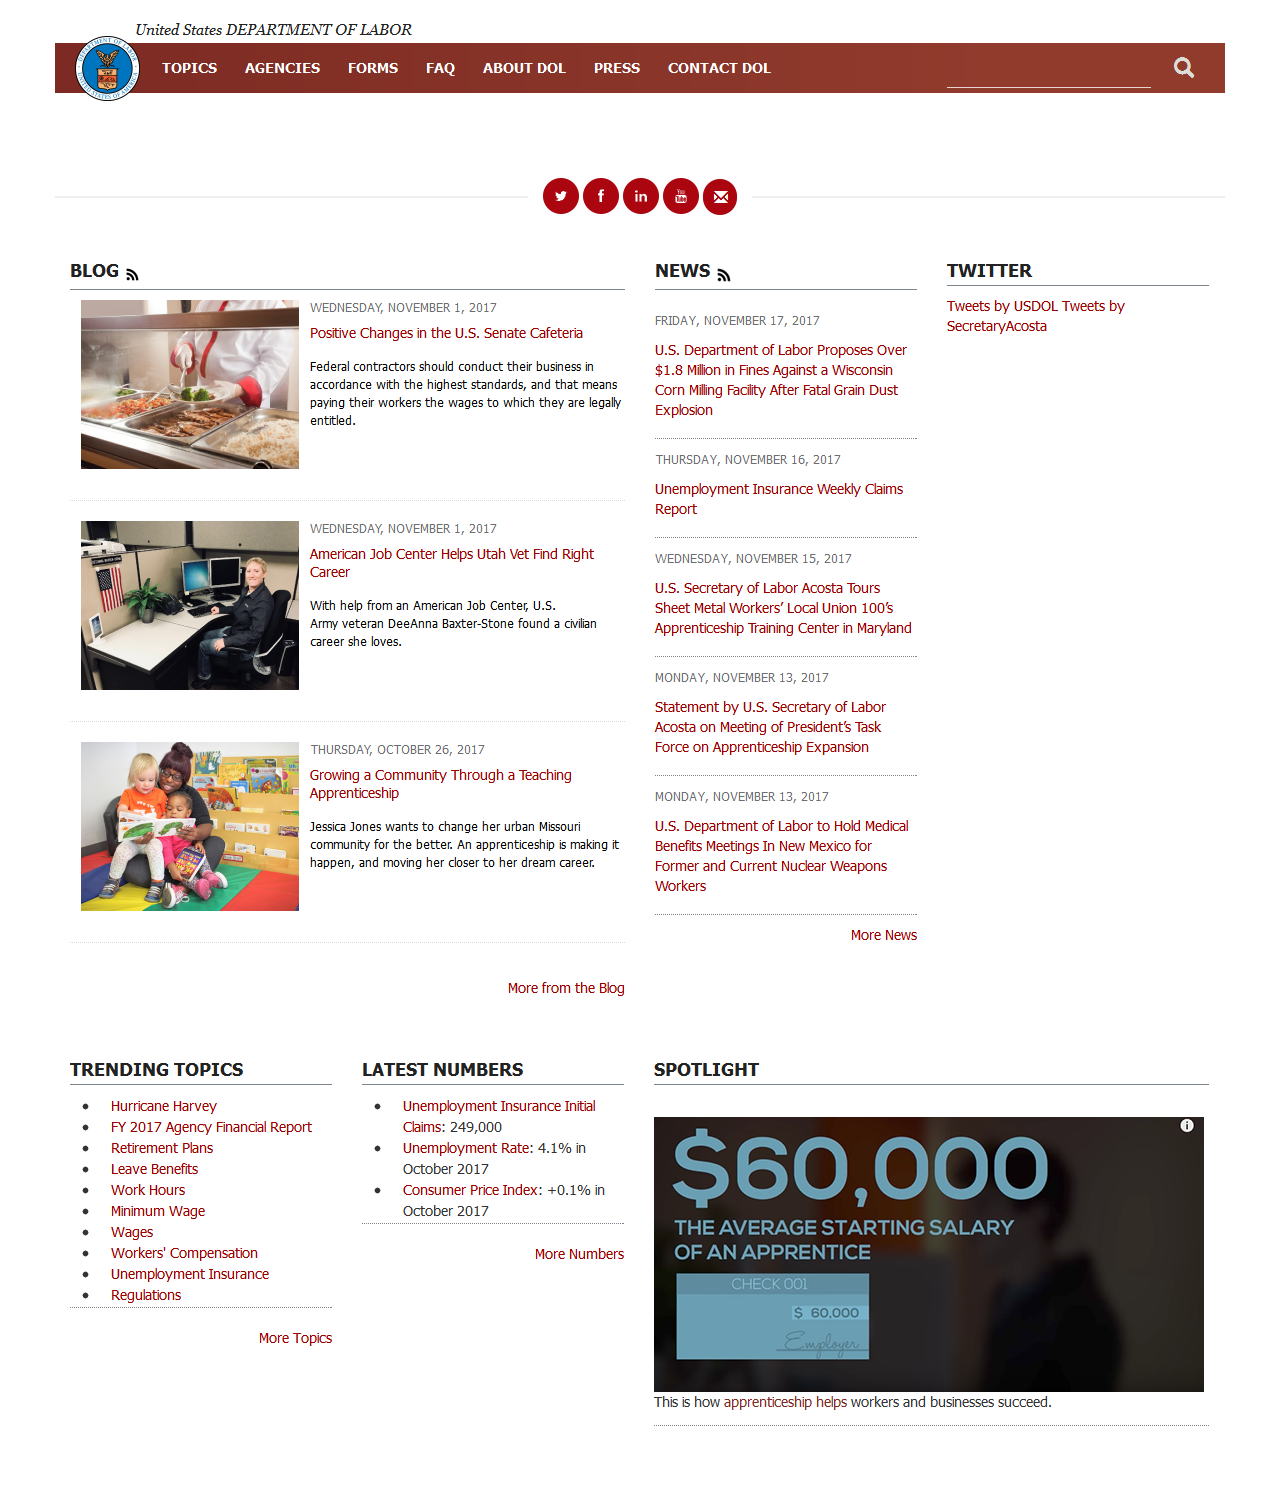 United States DEPARTMENT OF LABOR
TOPICS AGENCIES FORMS FAQ ABOUT DOL PRESS CONTACT DOL
BLOG
WEDNESDAY, NOVEMBER 1, 2017
Positive Changes in the U.S. Senate Cafeteria
Federal contractors should conduct their business in
accordance with the highest standards, and that means
paying their workers the wages to which they are legally
entitled.
WEDNESDAY, NOVEMBER 1, 2017
American Job Center Helps Utah Vet Find Right
Career
With help from an American Job Center, U.S.
Army veteran DeeAnna Baxter-Stone found a civilian
career she loves.
THURSDAY, OCTOBER 26, 2017
Growing a Community Through a Teaching
Apprenticeship
Jessica Jones wants to change her urban Missouri
community for the better. An apprenticeship is making it
happen, and moving her closer to her dream career.
More from the Blog
NEWS
FRIDAY, NOVEMBER 17, 2017
U.S. Department of Labor Proposes Over
$1.8 Million in Fines Against a Wisconsin
Corn Milling Facility After Fatal Grain Dust
Explosion
THURSDAY, NOVEMBER 16, 2017
Unemployment Insurance Weekly Claims
Report
WEDNESDAY, NOVEMBER 15, 2017
U.S. Secretary of Labor Acosta Tours
Sheet Metal Workers’ Local Union 100’s
Apprenticeship Training Center in Maryland
MONDAY, NOVEMBER 13, 2017
Statement by U.S. Secretary of Labor
Acosta on Meeting of President’s Task
Force on Apprenticeship Expansion
MONDAY, NOVEMBER 13, 2017
U.S. Department of Labor to Hold Medical
Benefits Meetings In New Mexico for
Former and Current Nuclear Weapons
Workers
More News
TWITTER
Tweets by USDOL Tweets by
SecretaryAcosta
TRENDING TOPICS
Hurricane Harvey
FY 2017 Agency Financial Report
Retirement Plans
Leave Benefits
Work Hours
Minimum Wage
Wages
Workers' Compensation
Unemployment Insurance
Regulations
More Topics
LATEST NUMBERS
Unemployment Insurance Initial
Claims: 249,000
Unemployment Rate: 4.1% in
October 2017
Consumer Price Index: +0.1% in
October 2017
More Numbers
SPOTLIGHT
$60,000
THE AVERAGE STARTING SALARY
OF AN APPRENTICE
CHECK 001
$ 60,000
Employer
This is how apprenticeship helps workers and businesses succeed.